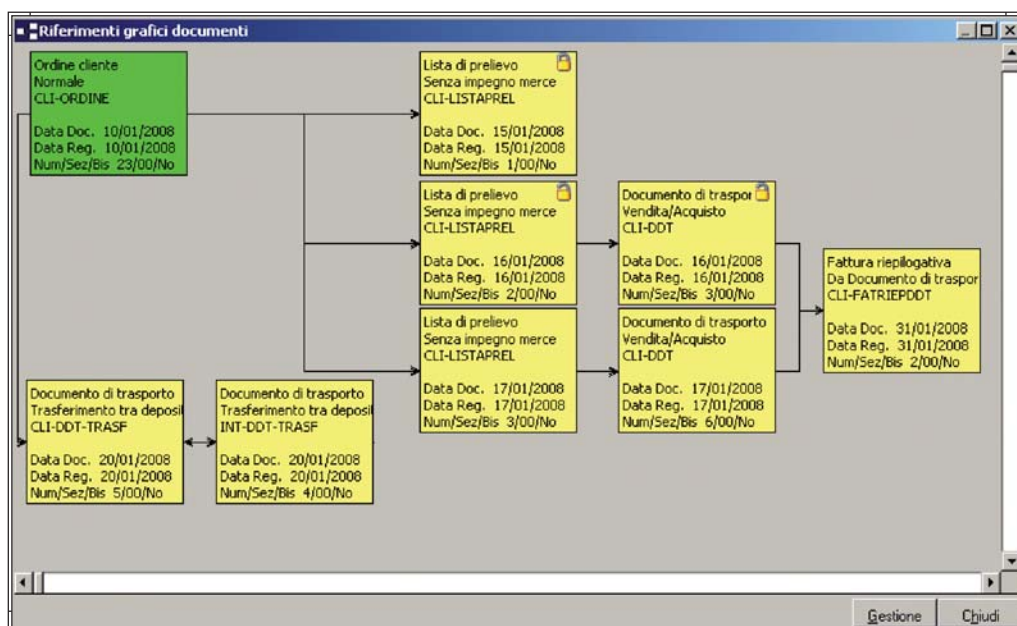 Riferimenti grafici documenti
Ordine cliente
Normale
CLI-ORDINE
Data Doc. 10/01/2008
Data Reg. 10/01/2008
Num/Sez/Bis 23/00/No
Lista di prelievo
Senza impegno merce
CLI-LISTAPREL
Data Doc. 15/01/2008
Data Reg. 15/01/2008
Num/Sez/Bis 1/00/No
Lista di prelievo
Senza impegno merce
CLI-LISTAPREL
Data Doc. 16/01/2008
Data Reg. 16/01/2008
Num/Sez/Bis 2/00/No
Documento di traspor
Vendita/Acquisto
CLI-DDT
Data Doc. 16/01/2008
Data Reg. 16/01/2008
Num/Sez/Bis 3/00/No
Fattura riepilogativa
Da Documento di traspor
CLI-FATRIEPDDT
Data Doc. 31/01/2008
Data Reg. 31/01/2008
Num/Sez/Bis 2/00/No
Lista di prelievo
Senza impegno merce
CLI-LISTAPREL
Data Doc. 17/01/2008
Data Reg. 17/01/2008
Num/Sez/Bis 3/00/No
Documento di trasporto
Vendita/Acquisto
CLI-DDT
Data Doc. 17/01/2008
Data Reg. 17/01/2008
Num/Sez/Bis 6/00/No
Documento di trasporto
Trasferimento tra deposil
CLI-DDT-TRASF
Data Doc. 20/01/2008
Data Reg. 20/01/2008
Num/Sez/Bis 5/00/No
Documento di trasporto
Trasferimento tra deposil
INT-DDT-TRASF
Data Doc. 20/01/2008
Data Reg. 20/01/2008
Num/Sez/Bis 4/00/No
Gestione
Chiudi